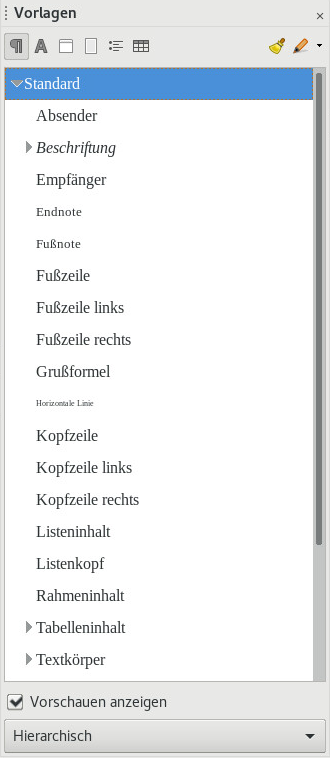 Vorlagen
Standard
Absender
Beschriftung
Empfänger
Endnote
Fußnote
Fußzeile
Fußzeile links
Fußzeile rechts
Grußformel
Horizontale Linie
Kopfzeile
Kopfzeile links
Kopfzeile rechts
Listeninhalt
Listenkopf
Rahmeninhalt
Tabelleninhalt
Textkörper
Vorschauen anzeigen
Hierarchisch